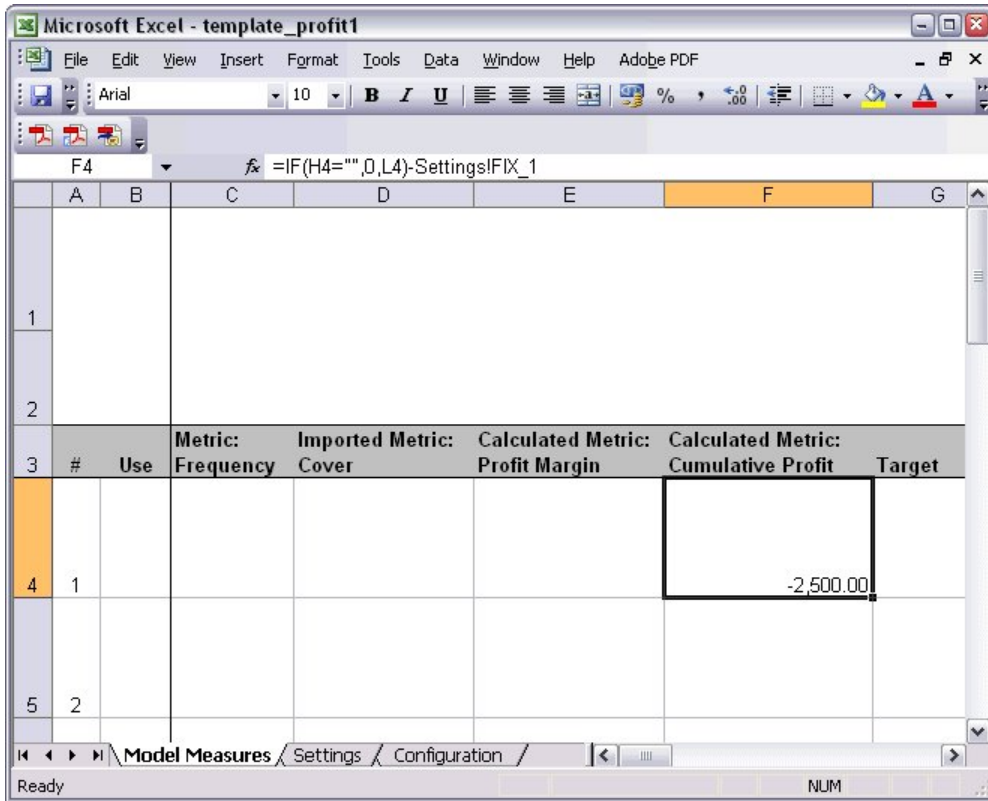 Microsoft Excel - template_profit1
File Edit View Insert Format Tools Data Window Help Adobe PDF
Arial 10 B I U % ,
F4 fx =IF(H4="",0,L4)-Settings!FIX_1
A B C D E F G
1
2
3 # Use Metric: Frequency Imported Metric: Cover Calculated Metric: Profit Margin Calculated Metric: Cumulative Profit Target
4 1 -2,500.00
5 2
Model Measures Settings Configuration
Ready NUM